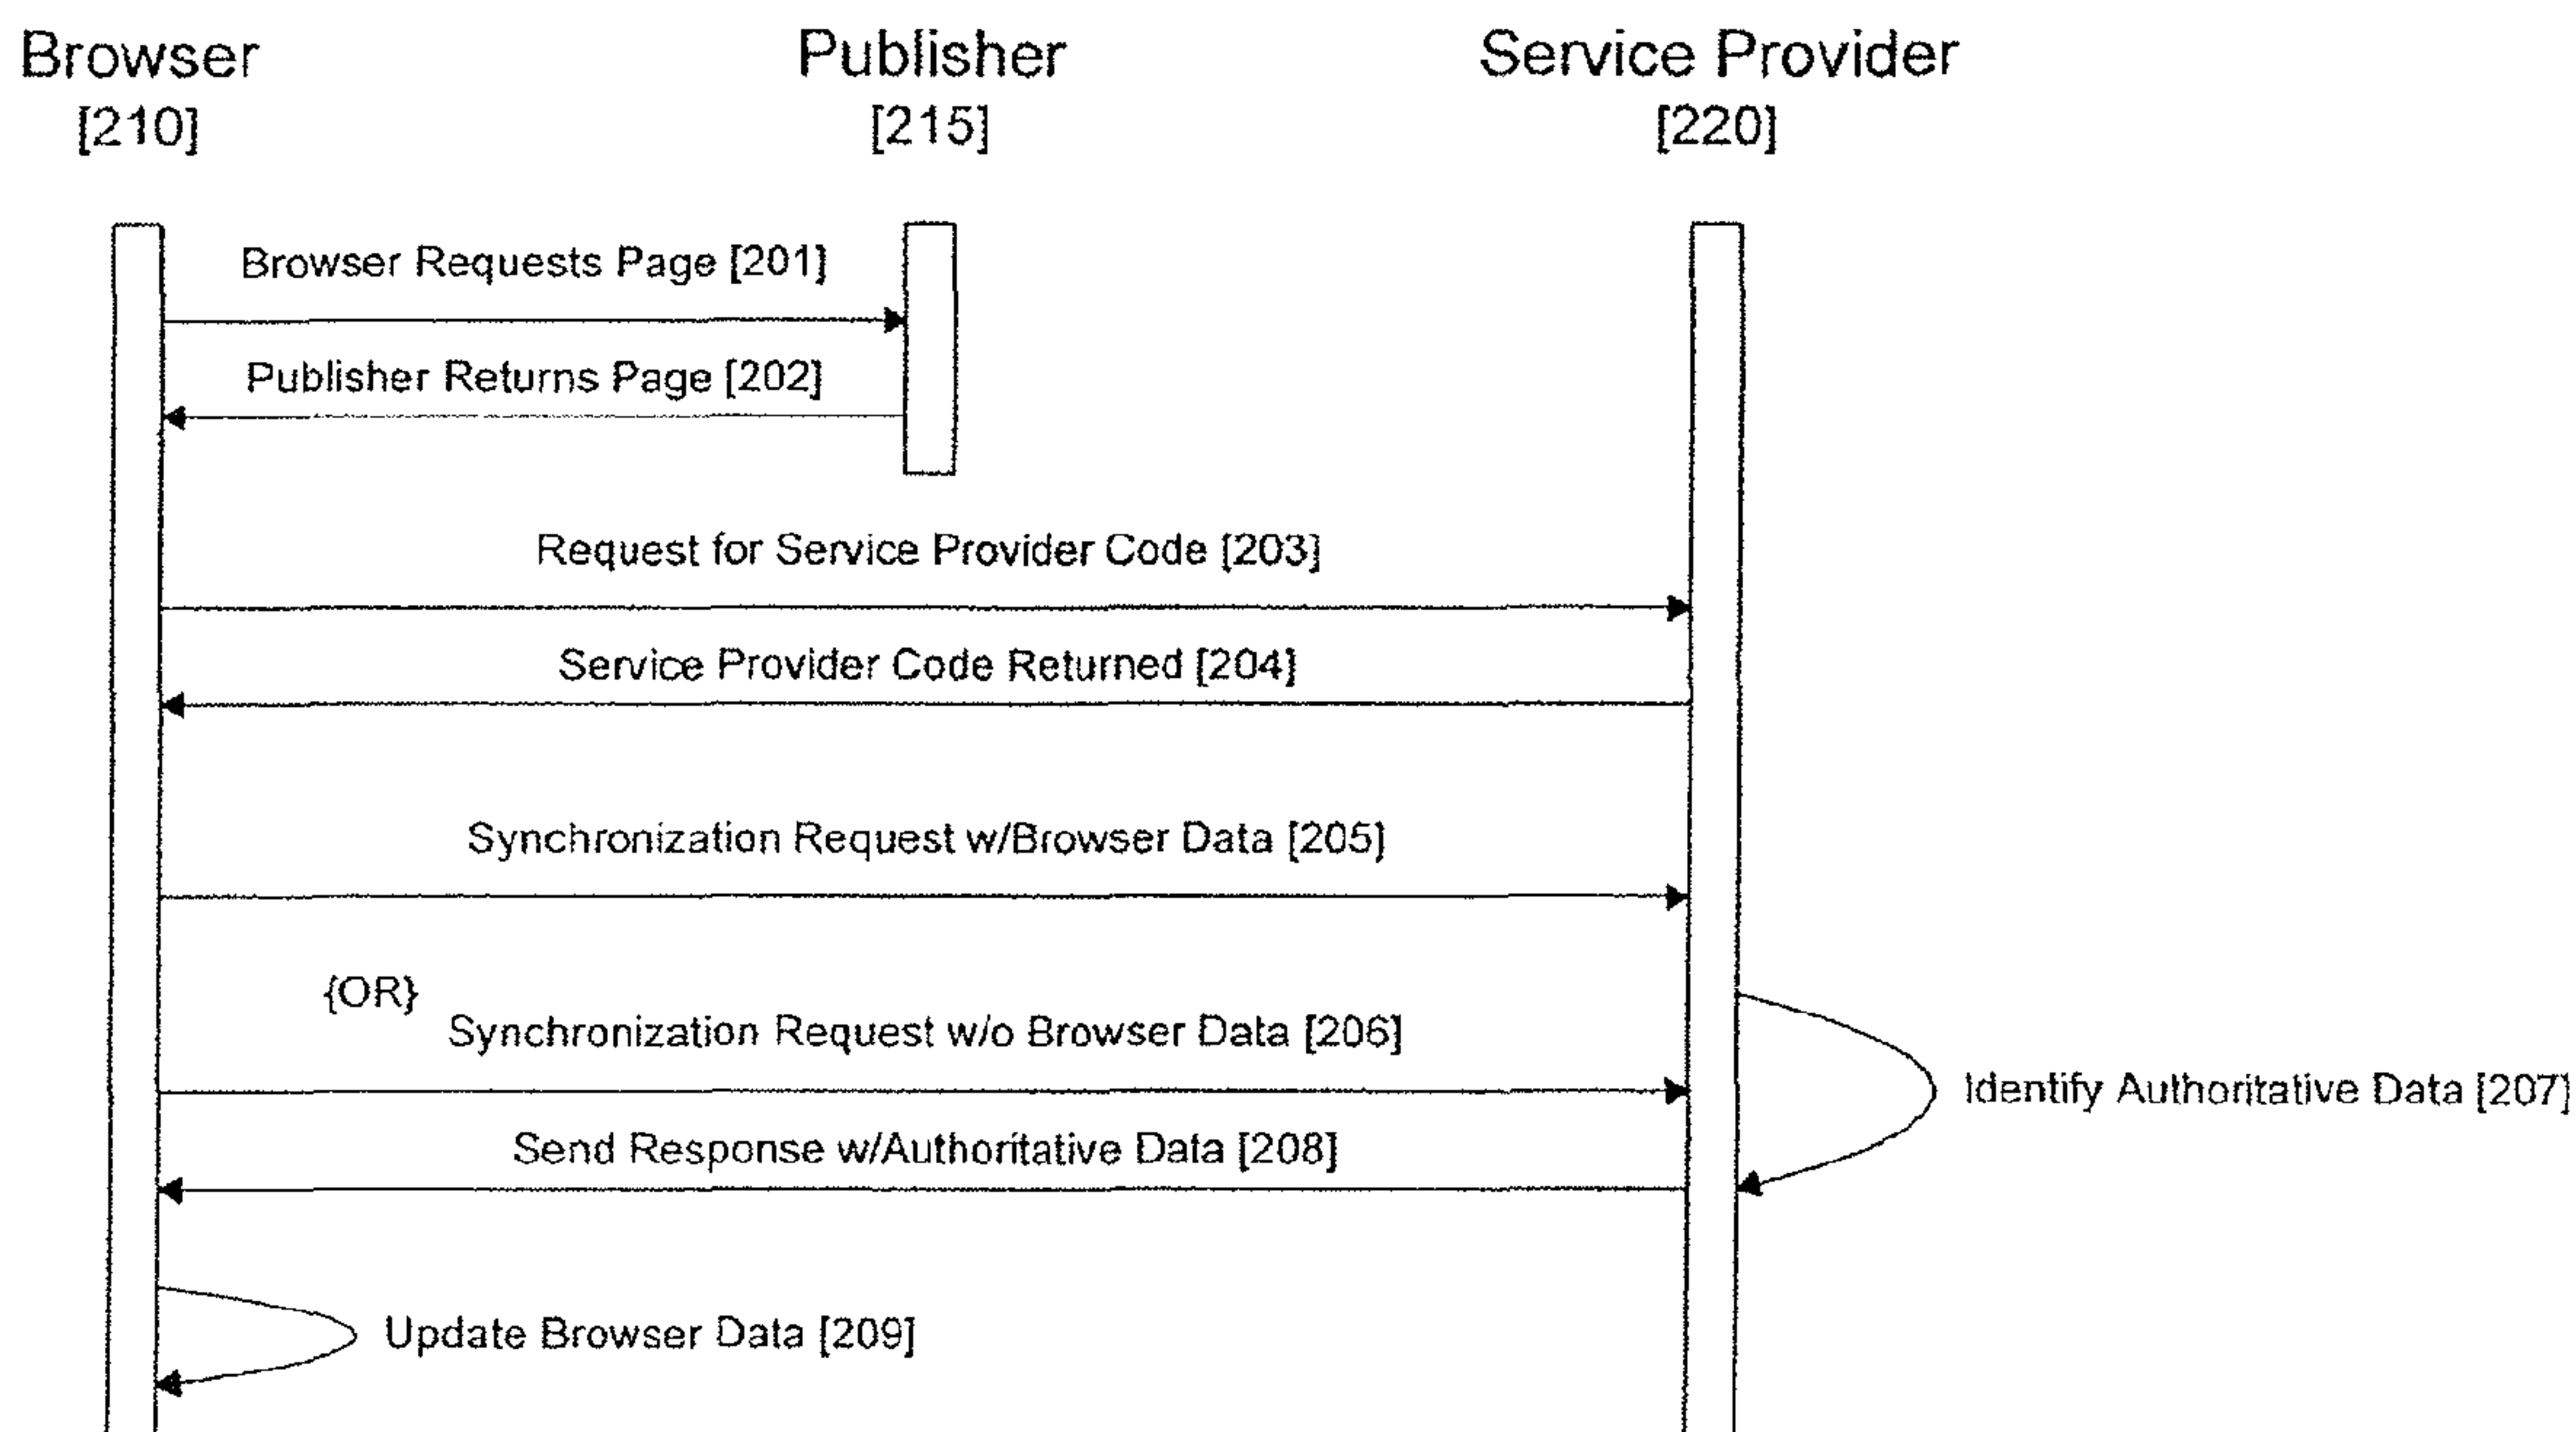 Browser
Publisher
Service Provider
[210]
[215]
[220]
Browser Requests Page [201]
Publisher Returns Page [202]
Request for Service Provider Code [203]
Service Provider Code Returned [204]
Synchronization Request w/Browser Data [205]
{OR}
Synchronization Request w/o Browser Data [206]
Identify Authoritative Data [207]
Send Response w/Authoritative Data [208]
Update Browser Data [209]